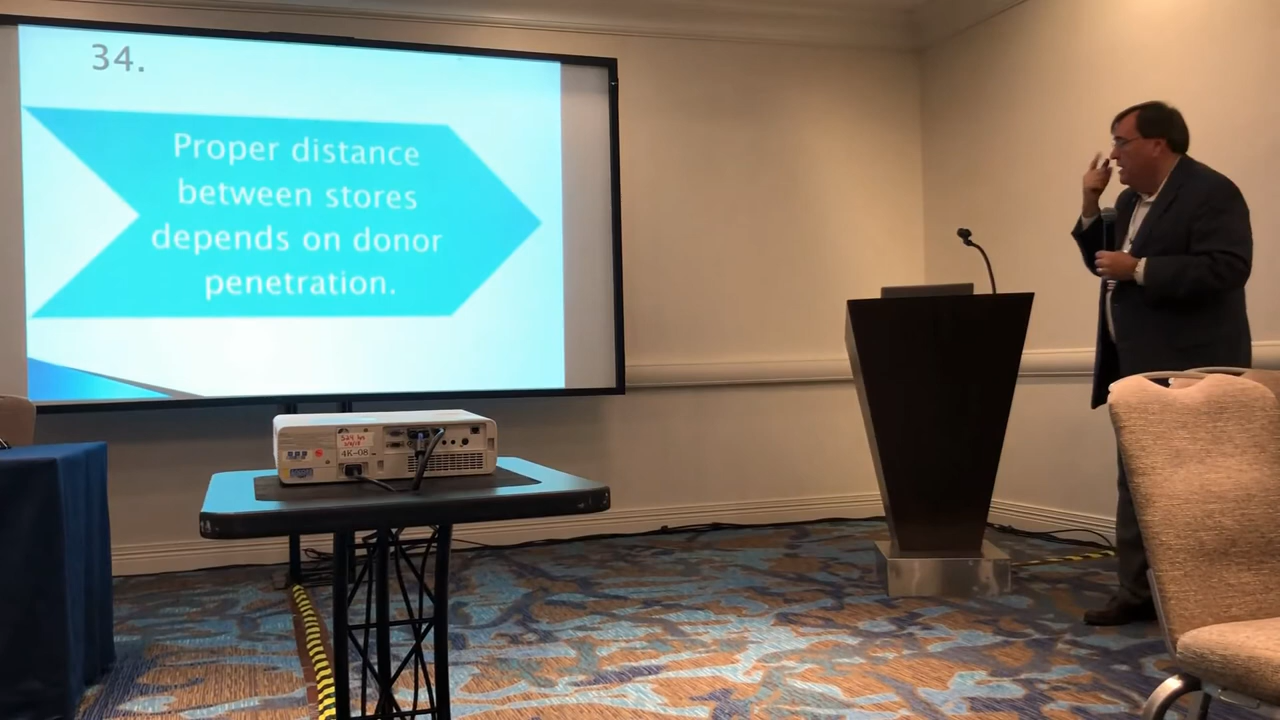 34.
Proper distance
between stores
depends on donor
penetration.
4K-08